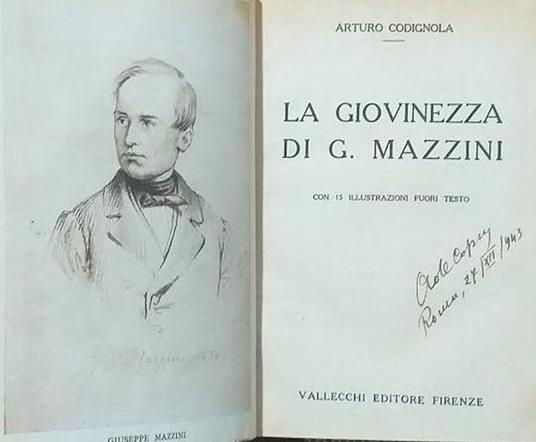 GIUSEPPE MAZZINI
ARTURO CODIGNOLA
LA GIOVINEZZA
DI G. MAZZINI
CON 15 ILLUSTRAZIONI FUORI TESTO
Roma, 27/XII/1943
VALLECCHI EDITORE FIRENZE